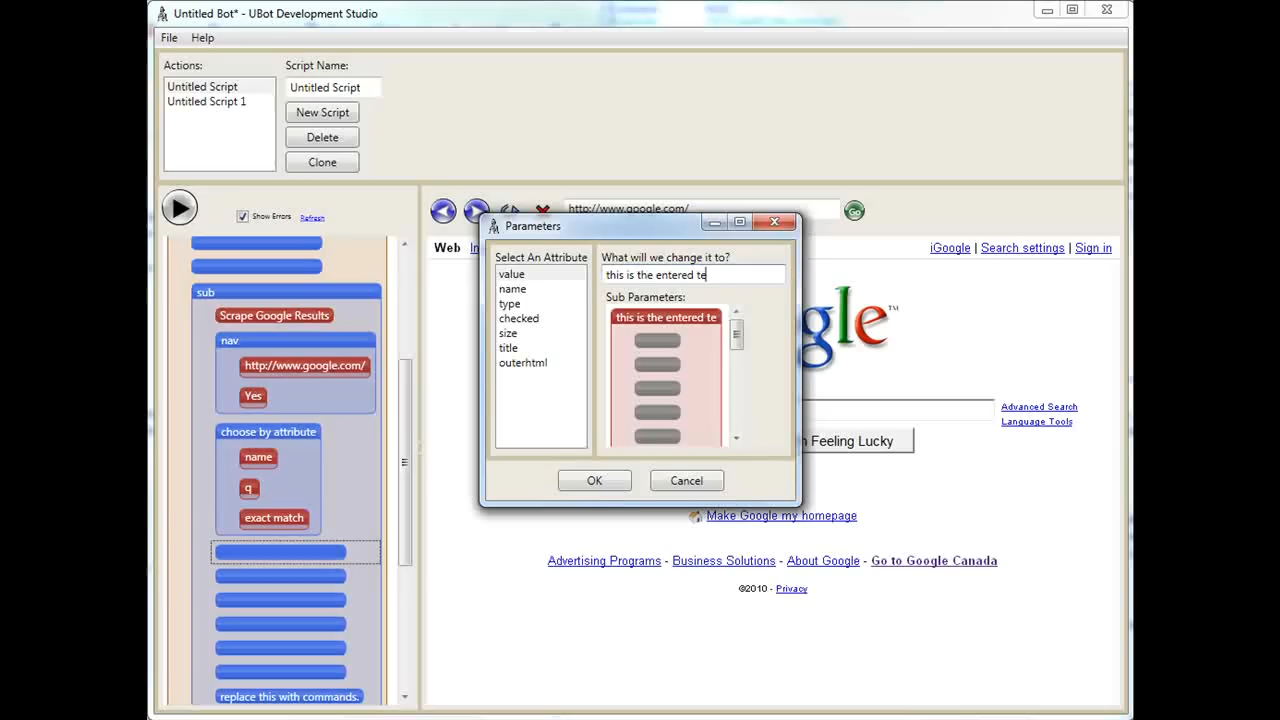 Untitled Bot* - UBot Development Studio
File Help
Actions:
Script Name:
Untitled Script
Untitled Script 1
Untitled Script
New Script
Delete
Clone
Show Errors Refresh
http://www.google.com/
Go
Web
iGoogle | Search settings | Sign in
sub
Scrape Google Results
nav
http://www.google.com/
Yes
choose by attribute
name
q
exact match
replace this with commands.
Parameters
Select An Attribute
value
name
type
checked
size
title
outerhtml
What will we change it to?
this is the entered te
Sub Parameters:
this is the entered te
OK
Cancel
TM
Advanced Search
Language Tools
Feeling Lucky
Make Google my homepage
Advertising Programs - Business Solutions - About Google - Go to Google Canada
©2010 - Privacy